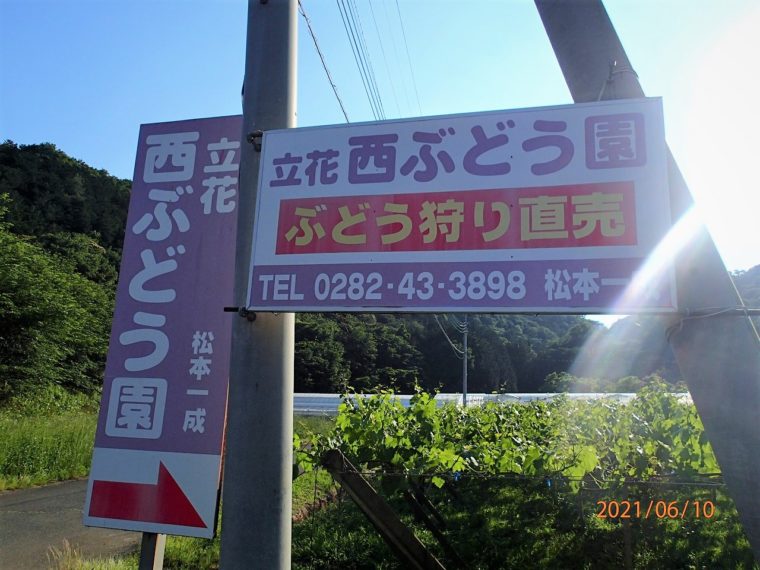 立花
西ぶどう園
松本一成
立花 西ぶどう園
ぶどう狩り直売
TEL 0282-43-3898 松本一
2021/06/10